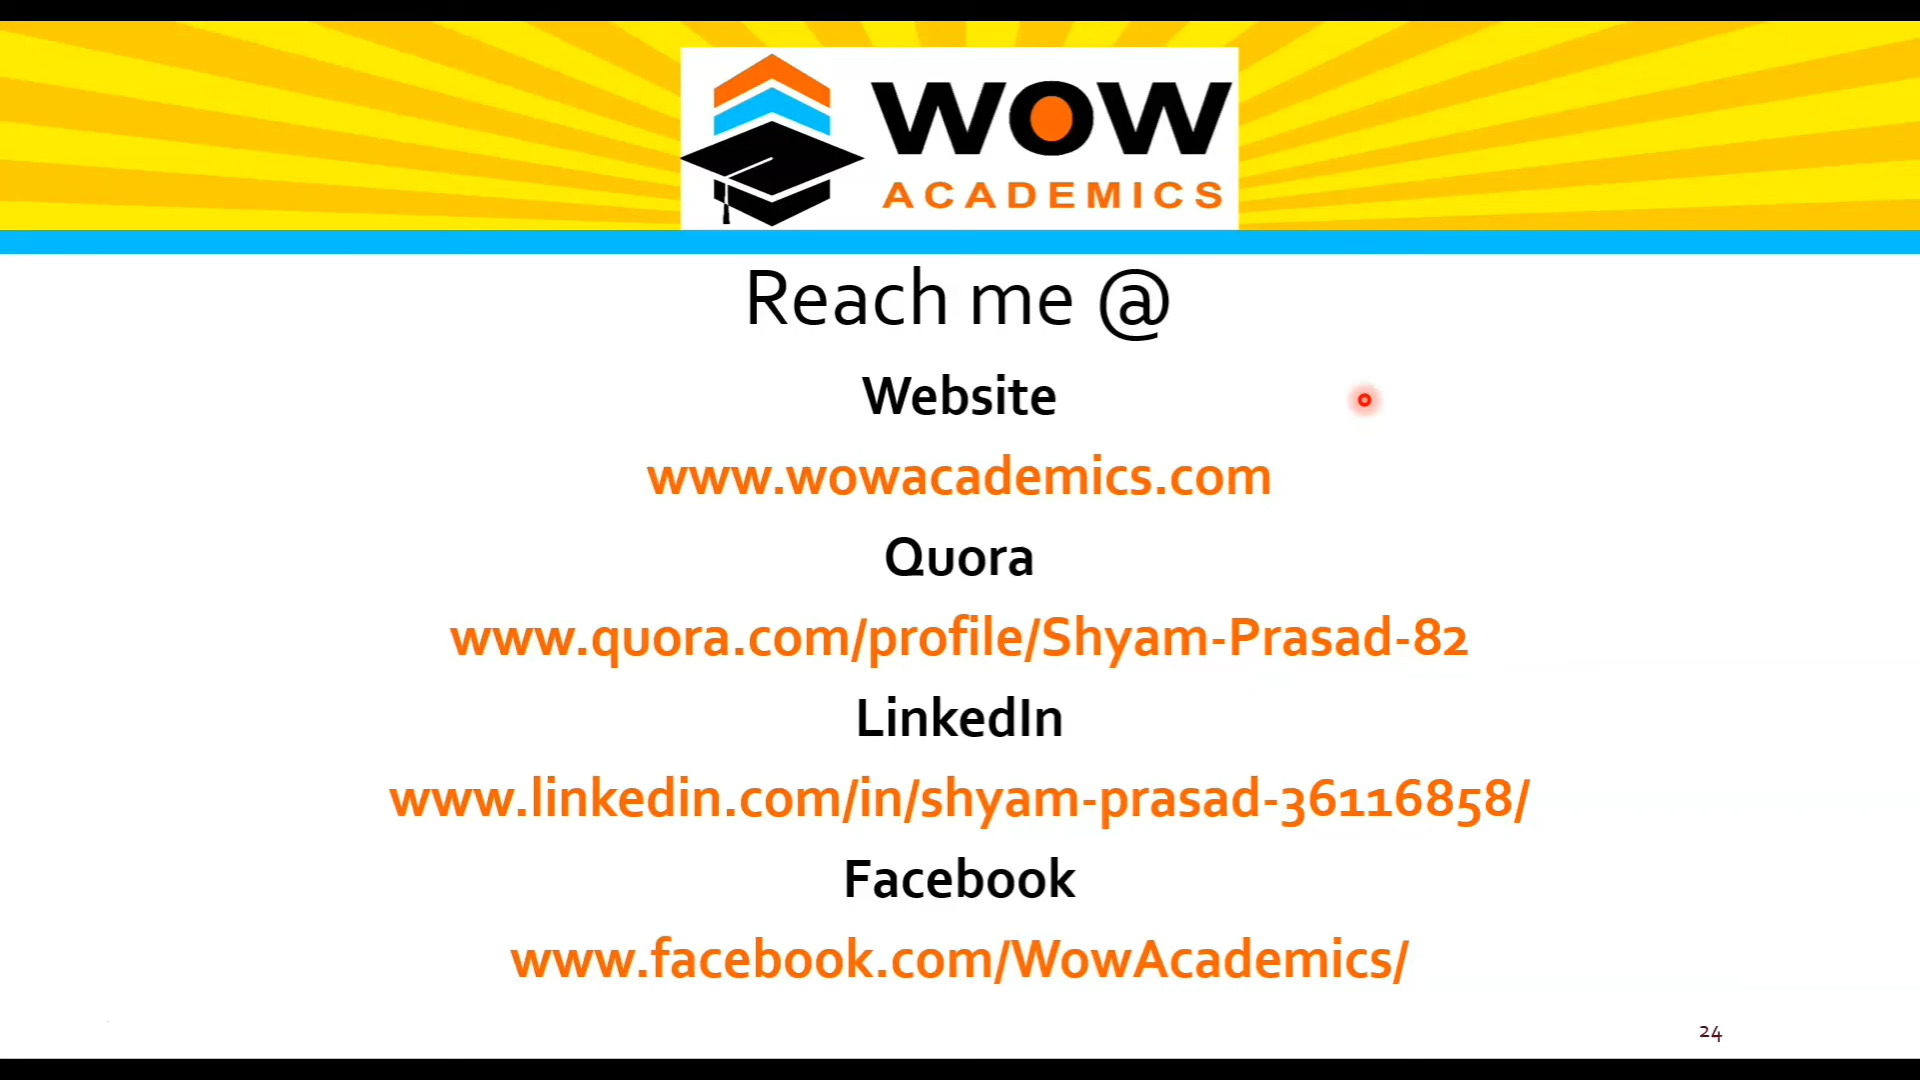 WOW
ACADEMICS
Reach me @
Website
www.wowacademics.com
Quora
www.quora.com/profile/Shyam-Prasad-82
LinkedIn
www.linkedin.com/in/shyam-prasad-36116858/
Facebook
www.facebook.com/WowAcademics/
24